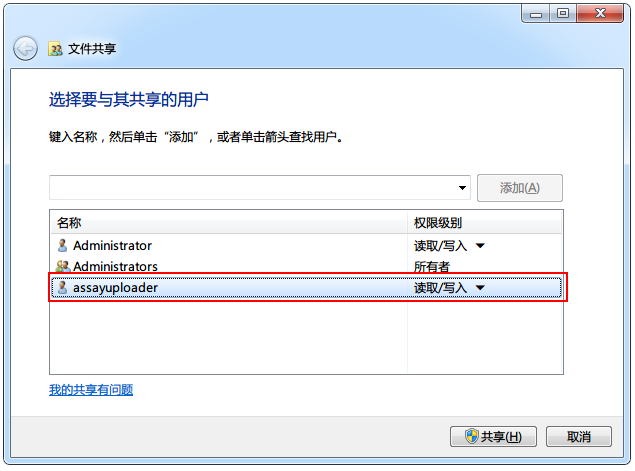 文件共享
选择要与其共享的用户
键入名称，然后单击“添加”，或者单击箭头查找用户。
添加(A)
名称 权限级别
Administrator 读取/写入
Administrators 所有者
assayuploader 读取/写入
我的共享有问题
共享(H) 取消